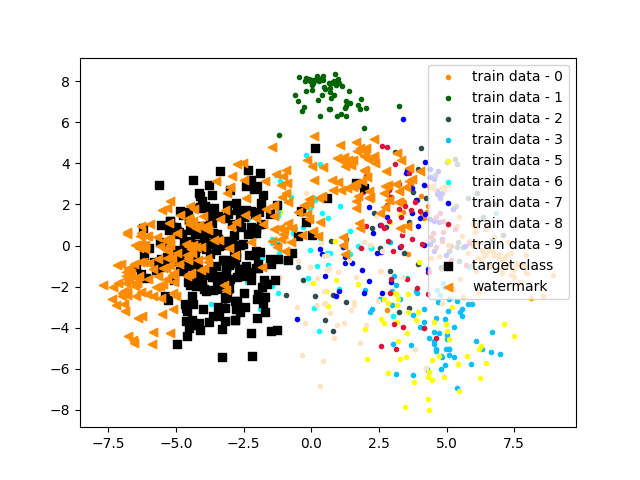 8
6
4
2
0
−2
−4
−6
−8
−7.5 −5.0 −2.5 0.0 2.5 5.0 7.5
train data - 0
train data - 1
train data - 2
train data - 3
train data - 5
train data - 6
train data - 7
train data - 8
train data - 9
target class
watermark